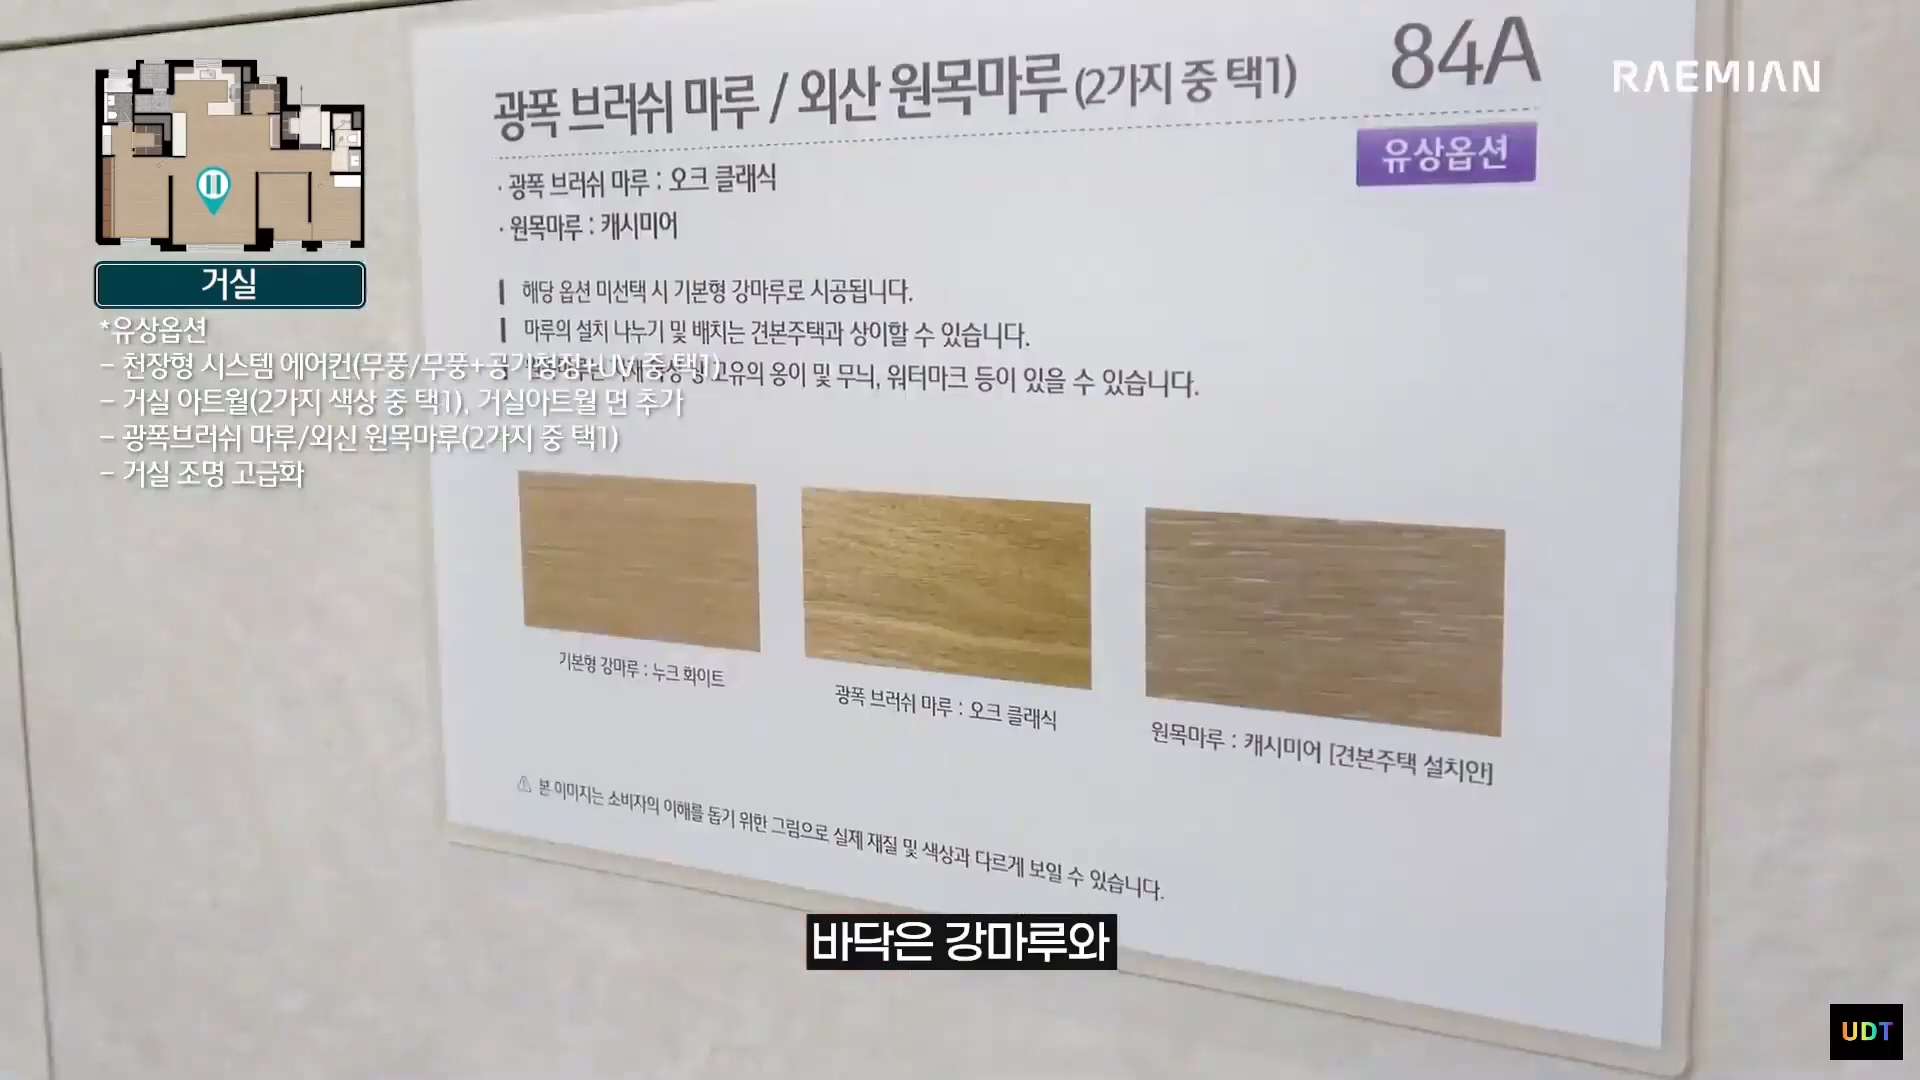 광폭 브러쉬 마루 / 외산 원목마루 (2가지 중 택1)
84A
RAEMIAN
유상옵션
· 광폭 브러쉬 마루 : 오크 클래식
· 원목마루 : 캐시미어
해당 옵션 미선택 시 기본형 강마루로 시공됩니다.
마루의 설치 나누기 및 배치는 견본주택과 상이할 수 있습니다.
고유의 옹이 및 무늬, 워터마크 등이 있을 수 있습니다.
거실
*유상옵션
- 천장형 시스템 에어컨(무풍/무풍+공기청정+UV 중 택1)
- 거실 아트월(2가지 색상 중 택1), 거실아트월 면 추가
- 광폭브러쉬 마루/외신 원목마루(2가지 중 택1)
- 거실 조명 고급화
기본형 강마루 : 누크 화이트
광폭 브러쉬 마루 : 오크 클래식
원목마루 : 캐시미어 [견본주택 설치안]
⚠ 본 이미지는 소비자의 이해를 돕기 위한 그림으로 실제 재질 및 색상과 다르게 보일 수 있습니다.
바닥은 강마루와
UDT